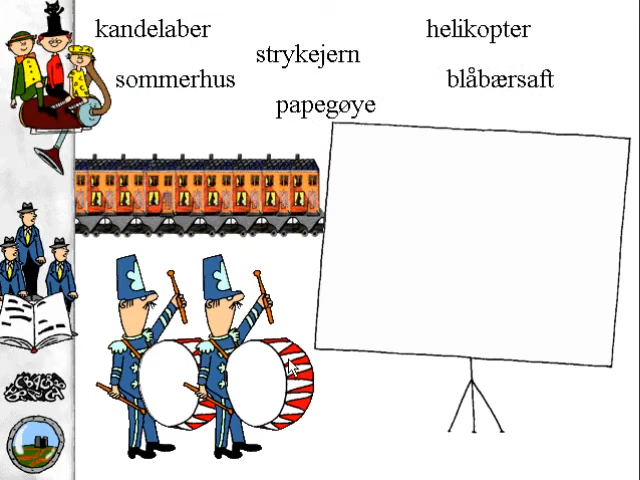 kandelaber
helikopter
strykejern
sommerhus
blåbærsaft
papegøye